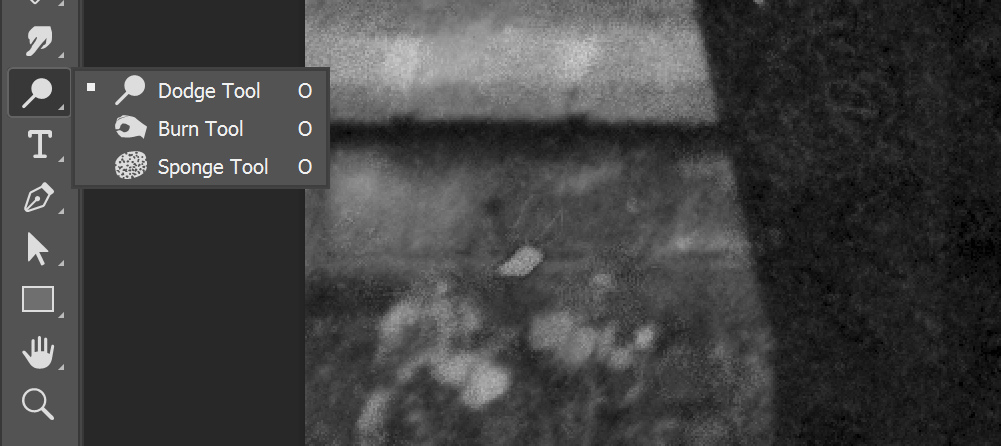 Dodge Tool O
Burn Tool O
T
Sponge Tool O